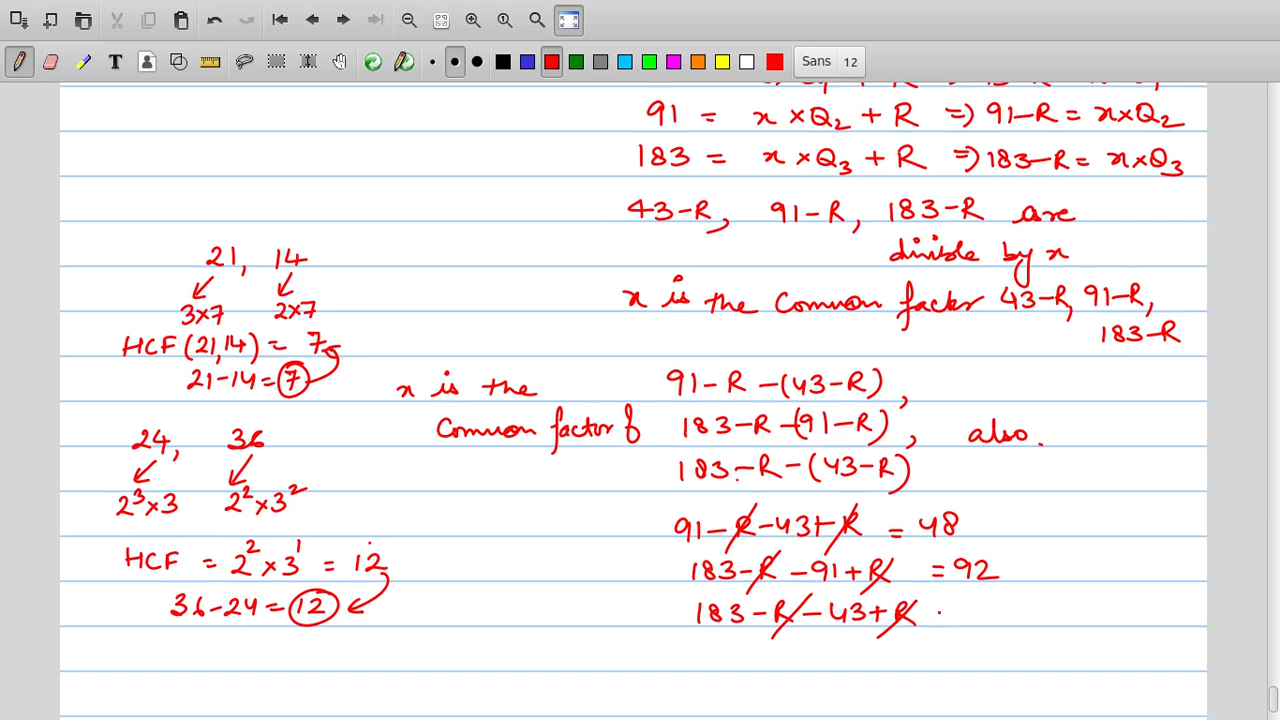 Sans 12
91 = x × Q₂ + R ⇒ 91-R = x×Q₂
183 = x × Q₃ + R ⇒ 183-R = x×Q₃
43-R, 91-R, 183-R are
divisble by x
x is the Common factor 43-R, 91-R,
183-R
21, 14
3×7 2×7
HCF(21,14) = 7
21-14=7
24, 36
2³×3 2²×3²
HCF = 2²×3¹ = 12
36-24=12
x is the
Common factor of
91-R-(43-R),
183-R-(91-R), also.
183-R-(43-R)
91-R-43+R = 48
183-R-91+R = 92
183-R-43+R